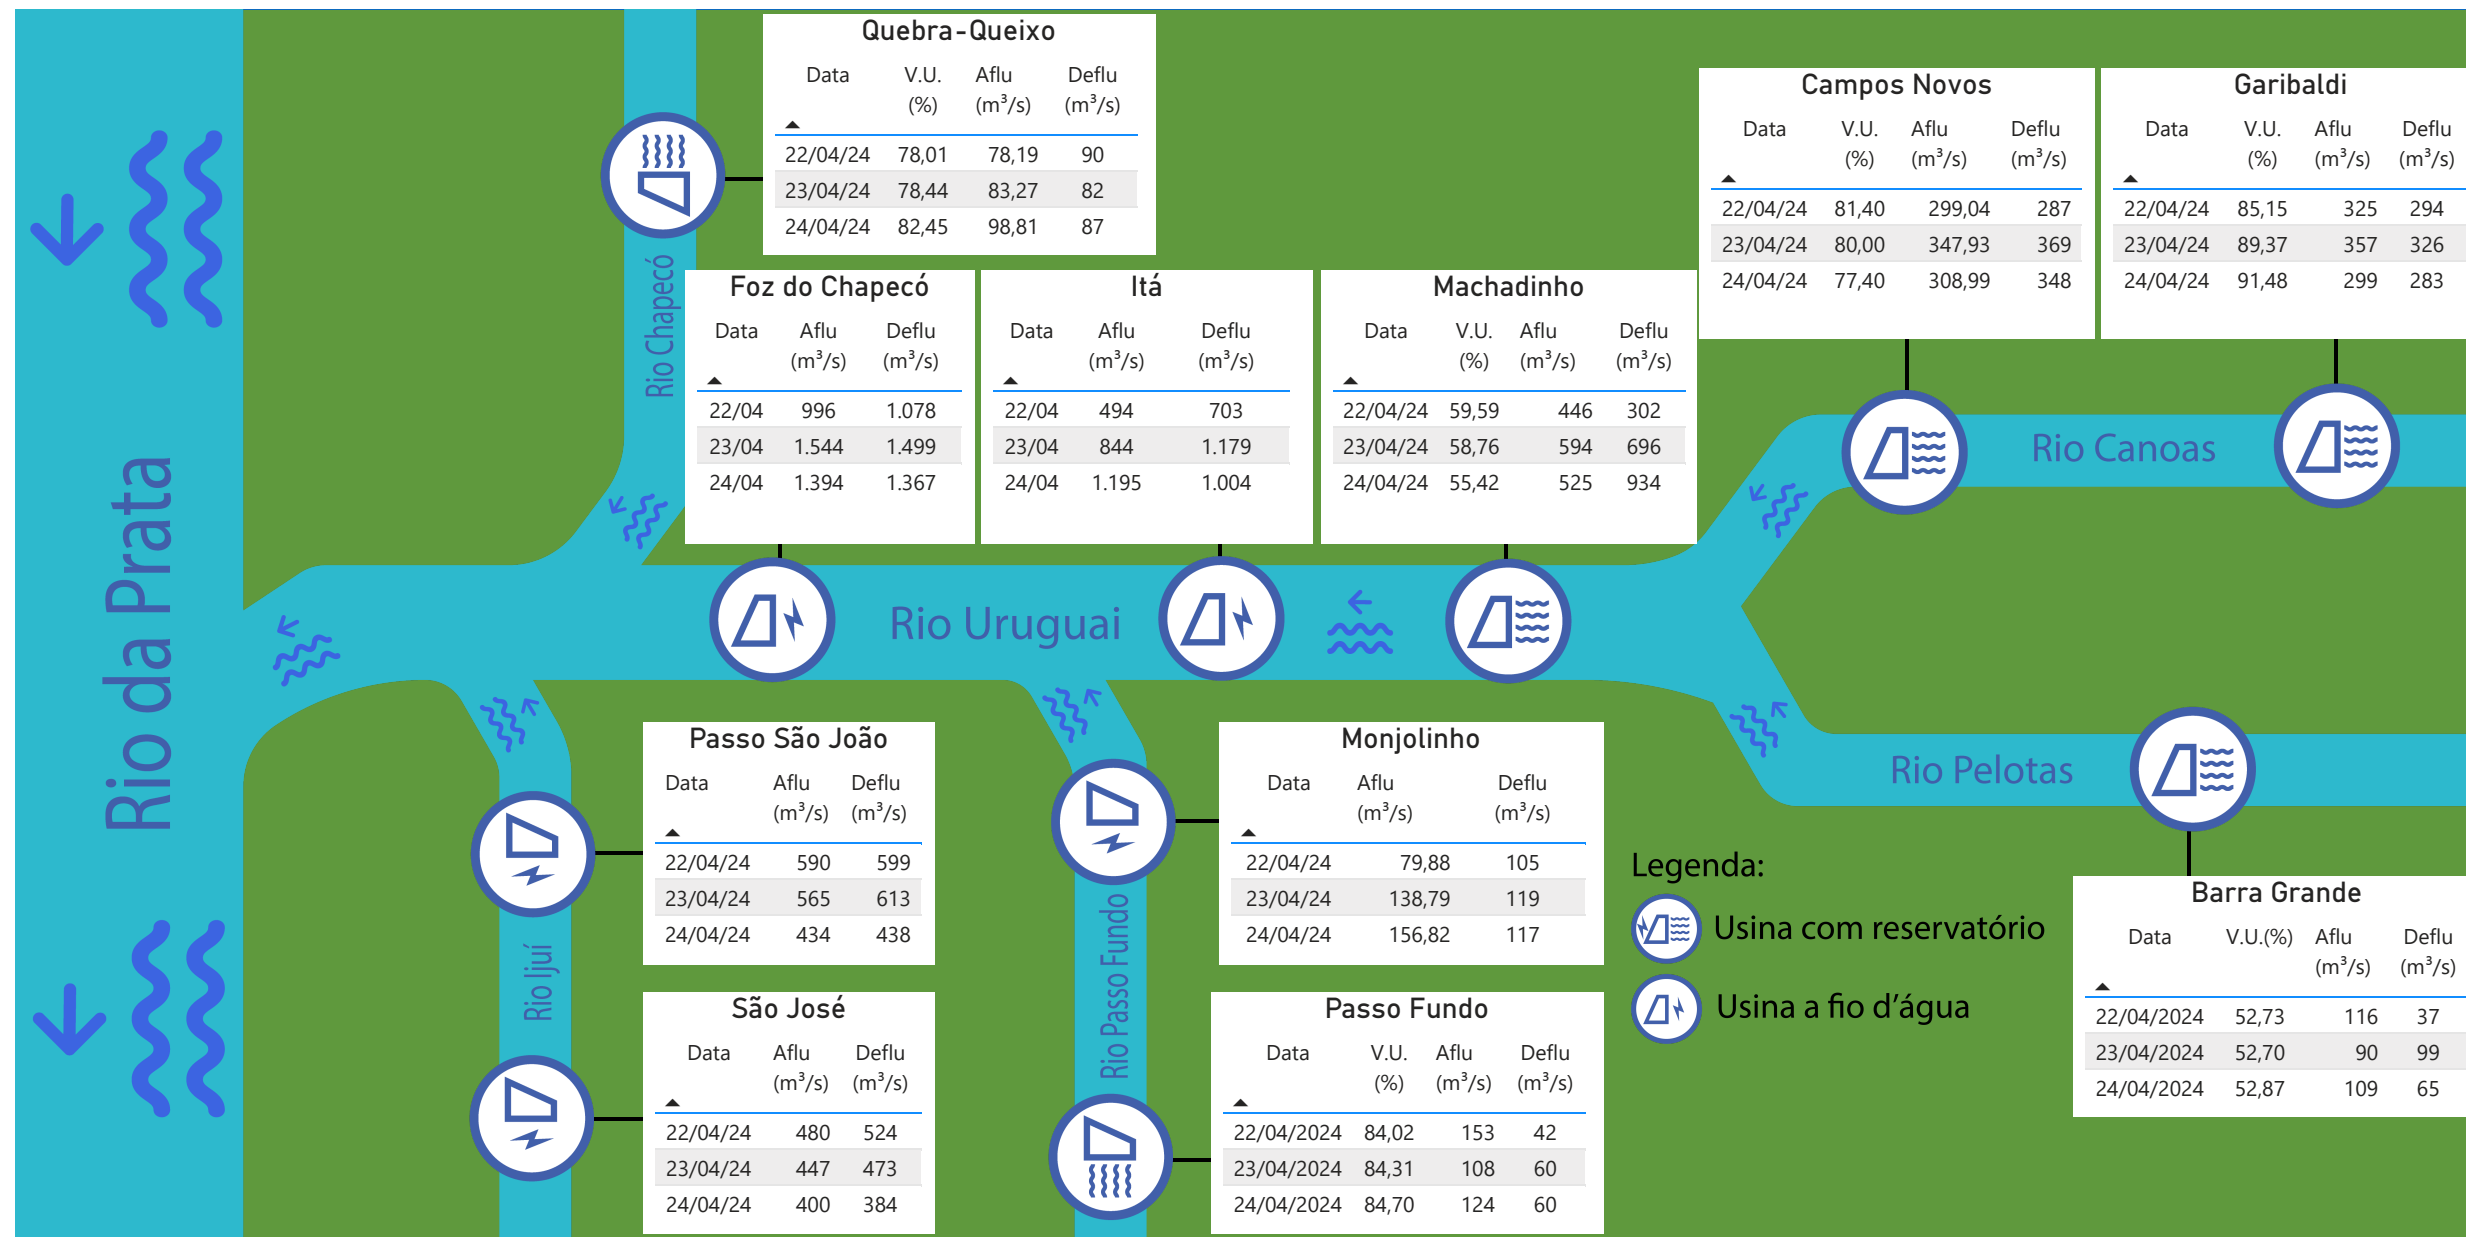 Quebra-Queixo
Data V.U. (%) Aflu (m³/s) Deflu (m³/s)
22/04/24 78,01 78,19 90
23/04/24 78,44 83,27 82
24/04/24 82,45 98,81 87
Campos Novos
Data V.U. (%) Aflu (m³/s) Deflu (m³/s)
22/04/24 81,40 299,04 287
23/04/24 80,00 347,93 369
24/04/24 77,40 308,99 348
Garibaldi
Data V.U. (%) Aflu (m³/s) Deflu (m³/s)
22/04/24 85,15 325 294
23/04/24 89,37 357 326
24/04/24 91,48 299 283
Rio Chapecó
Foz do Chapecó
Data Aflu (m³/s) Deflu (m³/s)
22/04 996 1.078
23/04 1.544 1.499
24/04 1.394 1.367
Itá
Data Aflu (m³/s) Deflu (m³/s)
22/04 494 703
23/04 844 1.179
24/04 1.195 1.004
Machadinho
Data V.U. (%) Aflu (m³/s) Deflu (m³/s)
22/04/24 59,59 446 302
23/04/24 58,76 594 696
24/04/24 55,42 525 934
Rio Canoas
Rio da Prata
Rio Uruguai
Rio Pelotas
Passo São João
Data Aflu (m³/s) Deflu (m³/s)
22/04/24 590 599
23/04/24 565 613
24/04/24 434 438
Monjolinho
Data Aflu (m³/s) Deflu (m³/s)
22/04/24 79,88 105
23/04/24 138,79 119
24/04/24 156,82 117
Legenda:
Usina com reservatório
Usina a fio d’água
Barra Grande
Data V.U.(%) Aflu (m³/s) Deflu (m³/s)
22/04/2024 52,73 116 37
23/04/2024 52,70 90 99
24/04/2024 52,87 109 65
Rio Ijuí
Rio Passo Fundo
São José
Data Aflu (m³/s) Deflu (m³/s)
22/04/24 480 524
23/04/24 447 473
24/04/24 400 384
Passo Fundo
Data V.U. (%) Aflu (m³/s) Deflu (m³/s)
22/04/2024 84,02 153 42
23/04/2024 84,31 108 60
24/04/2024 84,70 124 60